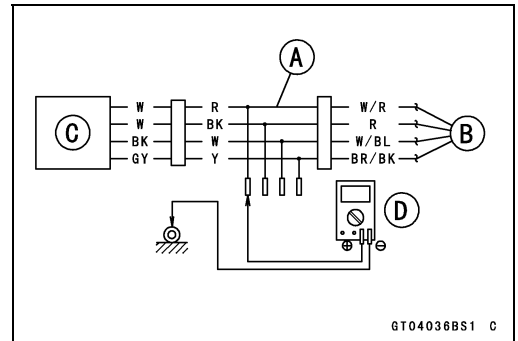 A
W R W/R
W BK R
BK W W/BL
GY Y BR/BK
C
B
D
⊕ ⊖
GT04036BS1 C